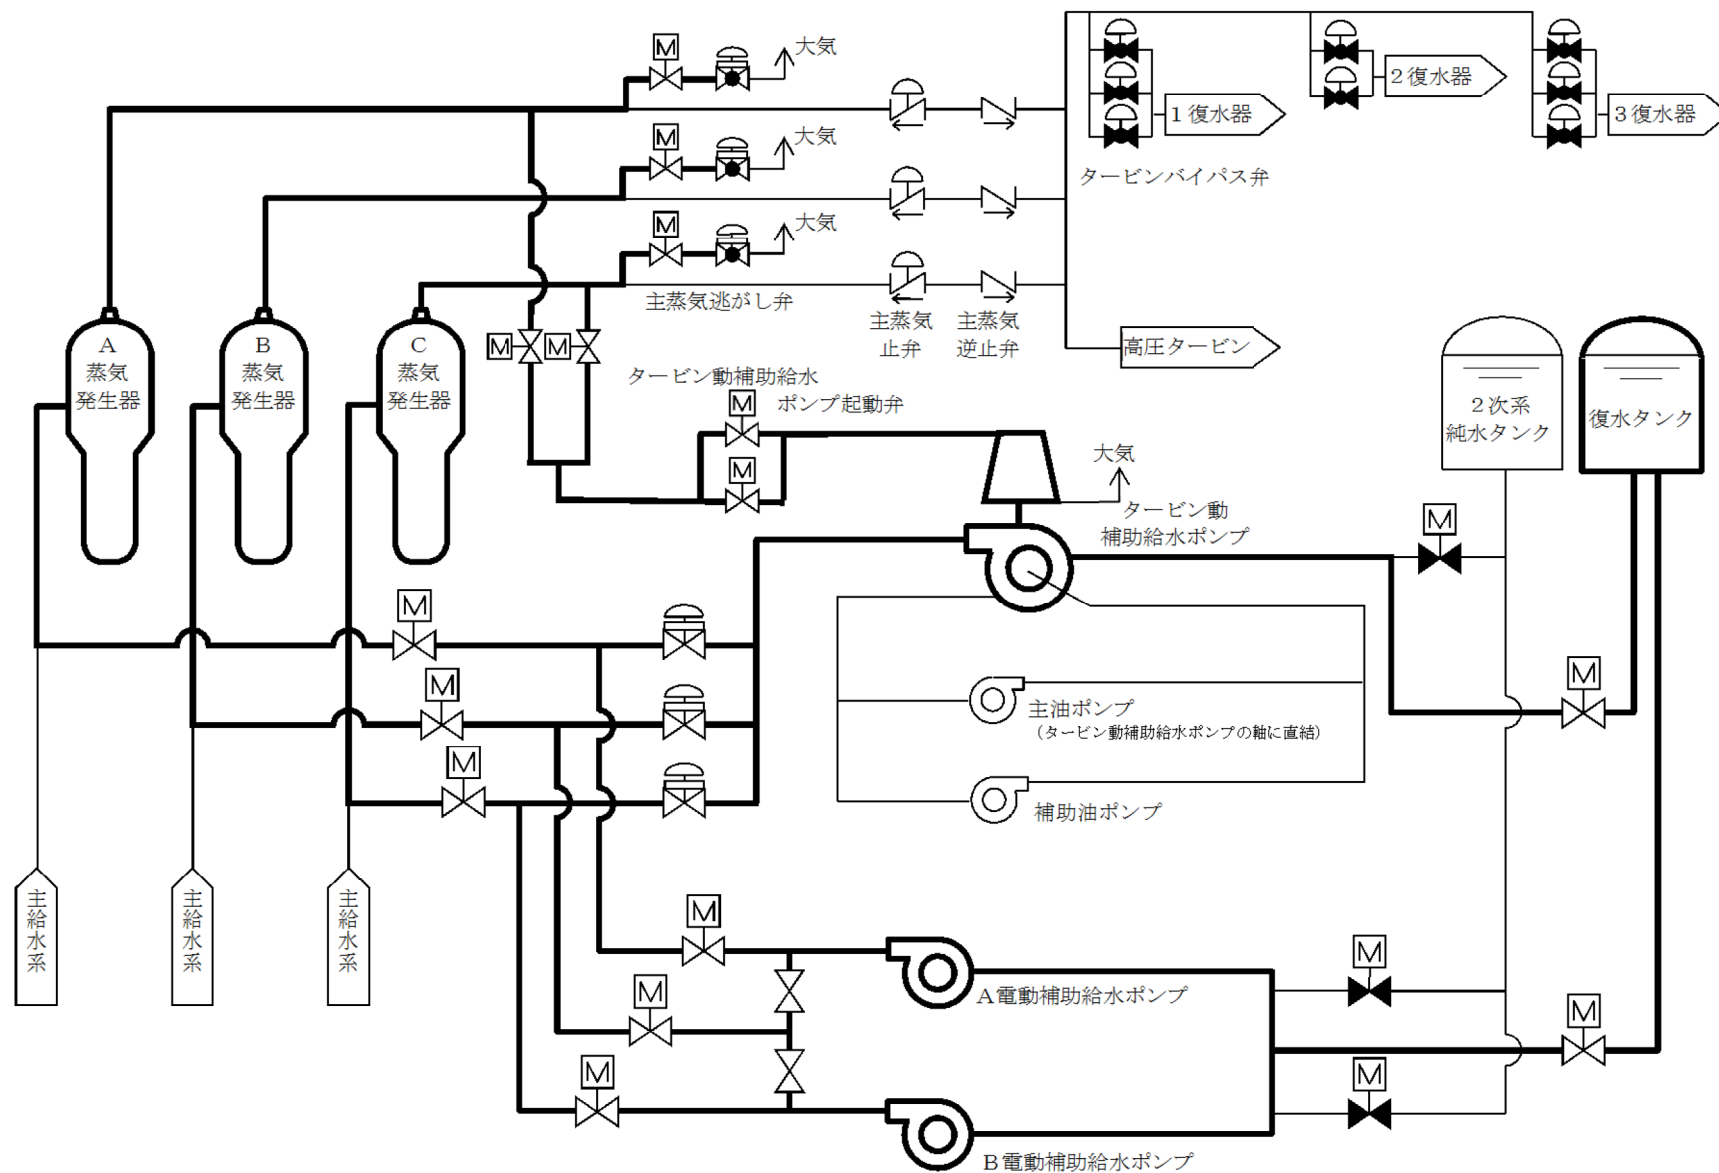 M
大気
2復水器
1復水器
3復水器
M
大気
タービンバイパス弁
M
大気
主蒸気逃がし弁
主蒸気
止弁
主蒸気
逆止弁
高圧タービン
A
蒸気
発生器
B
蒸気
発生器
C
蒸気
発生器
M
M
タービン動補助給水
ポンプ起動弁
M
M
2次系
純水タンク
復水タンク
大気
タービン動
補助給水ポンプ
M
M
M
M
M
主油ポンプ
(タービン動補助給水ポンプの軸に直結)
補助油ポンプ
主給水系
主給水系
主給水系
M
M
M
A電動補助給水ポンプ
M
M
M
B電動補助給水ポンプ